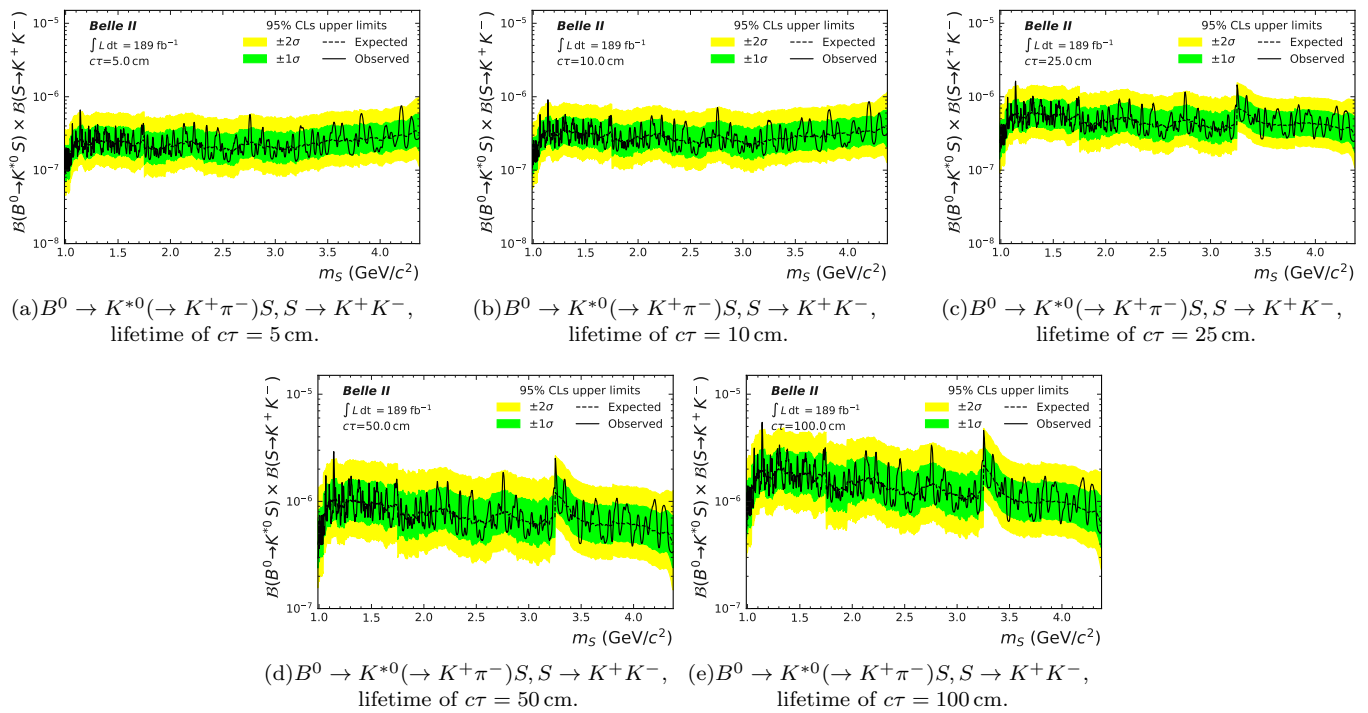 Belle II
95% CLs upper limits
∫ L dt = 189 fb⁻¹
cτ=5.0 cm
±2σ
Expected
±1σ
Observed
10⁻⁵
10⁻⁶
10⁻⁷
10⁻⁸
B(B⁰→K*⁰ S) × B(S→K⁺K⁻)
1.0 1.5 2.0 2.5 3.0 3.5 4.0
m_S (GeV/c²)
(a)B⁰ → K*⁰(→ K⁺π⁻)S, S → K⁺K⁻,
lifetime of cτ = 5 cm.
Belle II
95% CLs upper limits
∫ L dt = 189 fb⁻¹
cτ=10.0 cm
±2σ
Expected
±1σ
Observed
10⁻⁵
10⁻⁶
10⁻⁷
10⁻⁸
B(B⁰→K*⁰ S) × B(S→K⁺K⁻)
1.0 1.5 2.0 2.5 3.0 3.5 4.0
m_S (GeV/c²)
(b)B⁰ → K*⁰(→ K⁺π⁻)S, S → K⁺K⁻,
lifetime of cτ = 10 cm.
Belle II
95% CLs upper limits
∫ L dt = 189 fb⁻¹
cτ=25.0 cm
±2σ
Expected
±1σ
Observed
10⁻⁵
10⁻⁶
10⁻⁷
10⁻⁸
B(B⁰→K*⁰ S) × B(S→K⁺K⁻)
1.0 1.5 2.0 2.5 3.0 3.5 4.0
m_S (GeV/c²)
(c)B⁰ → K*⁰(→ K⁺π⁻)S, S → K⁺K⁻,
lifetime of cτ = 25 cm.
Belle II
95% CLs upper limits
∫ L dt = 189 fb⁻¹
cτ=50.0 cm
±2σ
Expected
±1σ
Observed
10⁻⁵
10⁻⁶
10⁻⁷
B(B⁰→K*⁰ S) × B(S→K⁺K⁻)
1.0 1.5 2.0 2.5 3.0 3.5 4.0
m_S (GeV/c²)
(d)B⁰ → K*⁰(→ K⁺π⁻)S, S → K⁺K⁻,
lifetime of cτ = 50 cm.
Belle II
95% CLs upper limits
∫ L dt = 189 fb⁻¹
cτ=100.0 cm
±2σ
Expected
±1σ
Observed
10⁻⁵
10⁻⁶
10⁻⁷
B(B⁰→K*⁰ S) × B(S→K⁺K⁻)
1.0 1.5 2.0 2.5 3.0 3.5 4.0
m_S (GeV/c²)
(e)B⁰ → K*⁰(→ K⁺π⁻)S, S → K⁺K⁻,
lifetime of cτ = 100 cm.